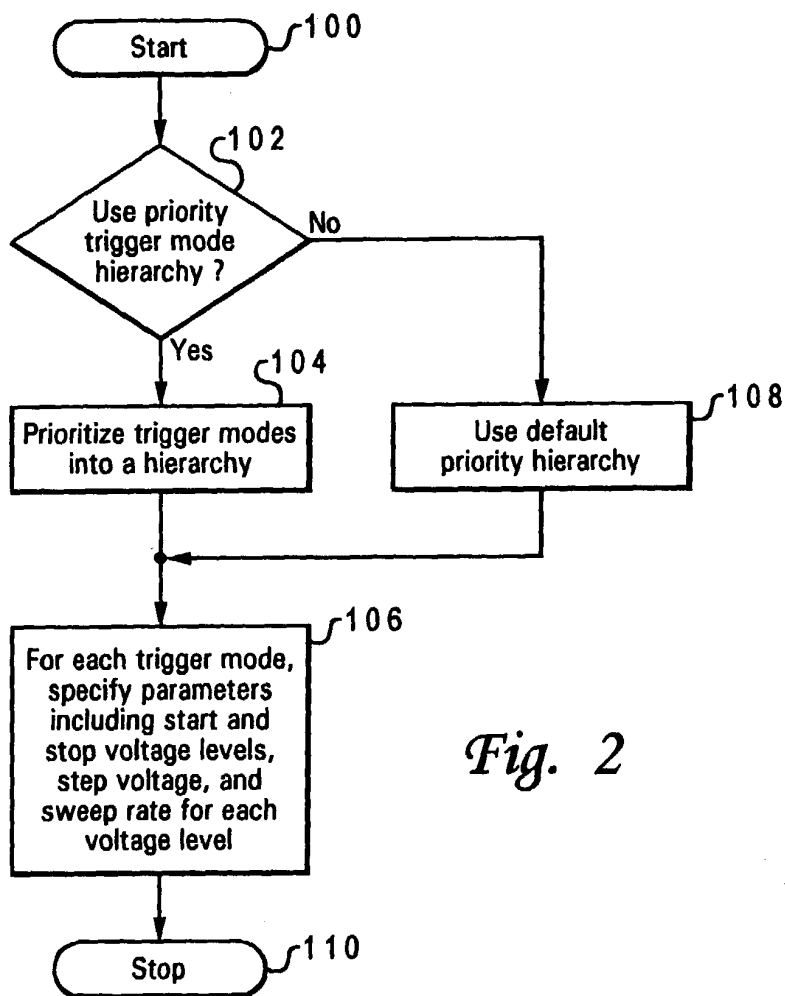 Start
100
102
Use priority
trigger mode
hierarchy ?
No
Yes
104
Prioritize trigger modes
into a hierarchy
108
Use default
priority hierarchy
106
For each trigger mode,
specify parameters
including start and
stop voltage levels,
step voltage, and
sweep rate for each
voltage level
Fig. 2
Stop
110